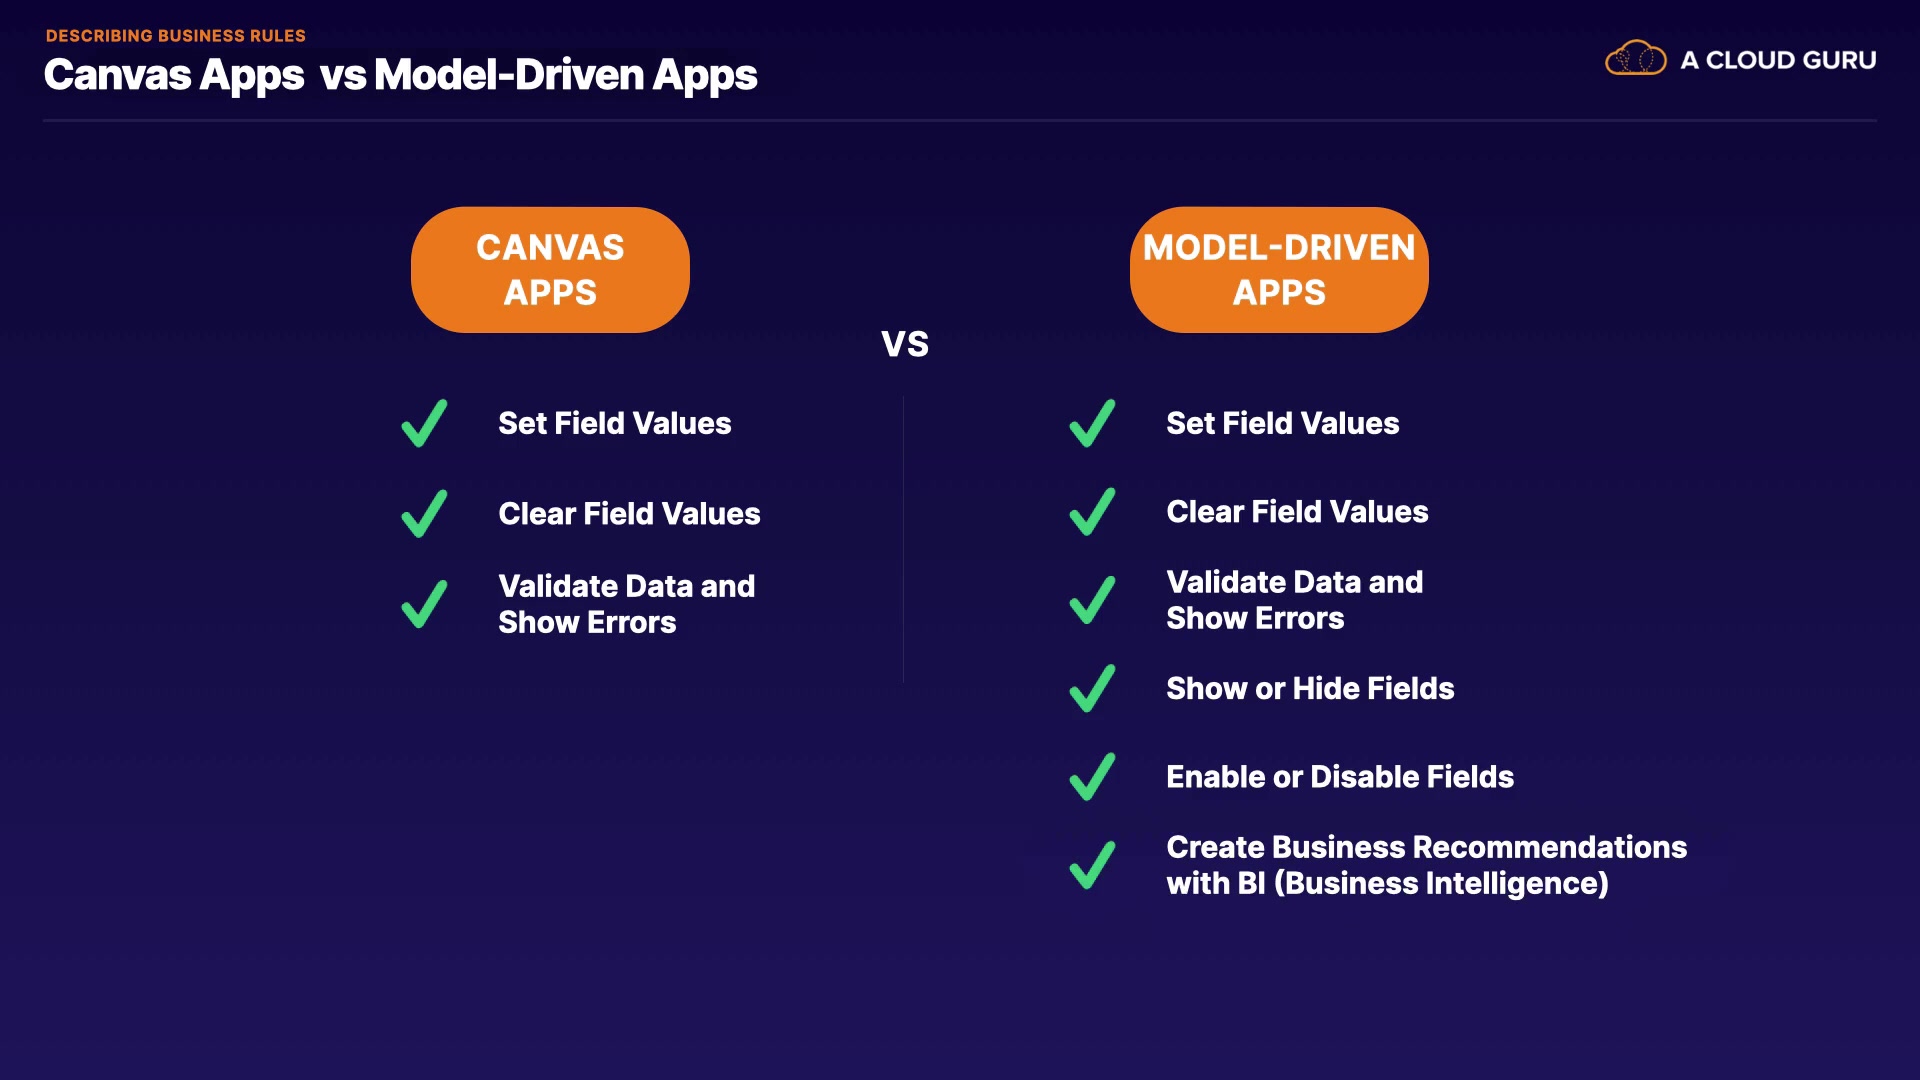 DESCRIBING BUSINESS RULES
Canvas Apps vs Model-Driven Apps
A CLOUD GURU
CANVAS
APPS
VS
MODEL-DRIVEN
APPS
Set Field Values
Clear Field Values
Validate Data and
Show Errors
Set Field Values
Clear Field Values
Validate Data and
Show Errors
Show or Hide Fields
Enable or Disable Fields
Create Business Recommendations
with BI (Business Intelligence)